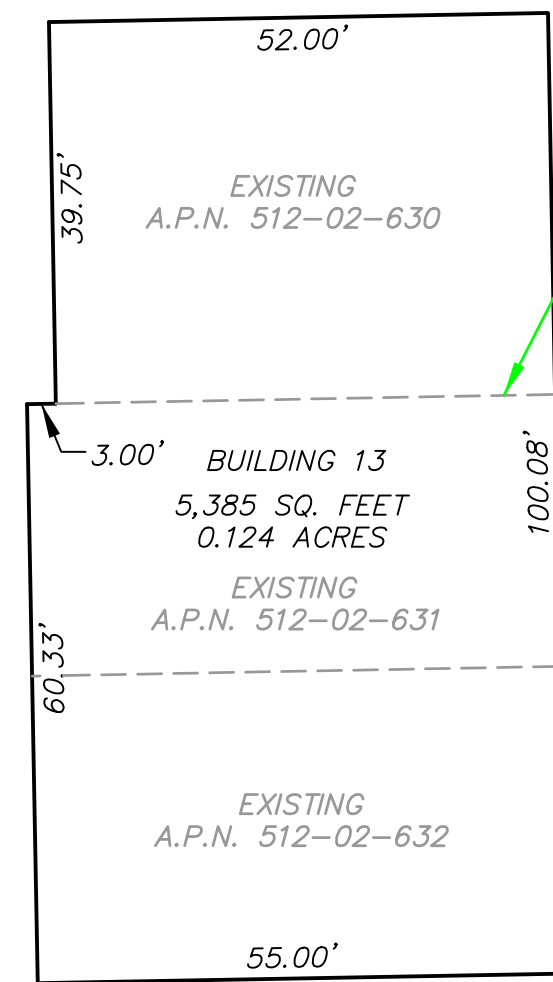 52.00'
39.75'
EXISTING
A.P.N. 512-02-630
3.00'
BUILDING 13
5,385 SQ. FEET
0.124 ACRES
100.08'
EXISTING
A.P.N. 512-02-631
60.33'
EXISTING
A.P.N. 512-02-632
55.00'